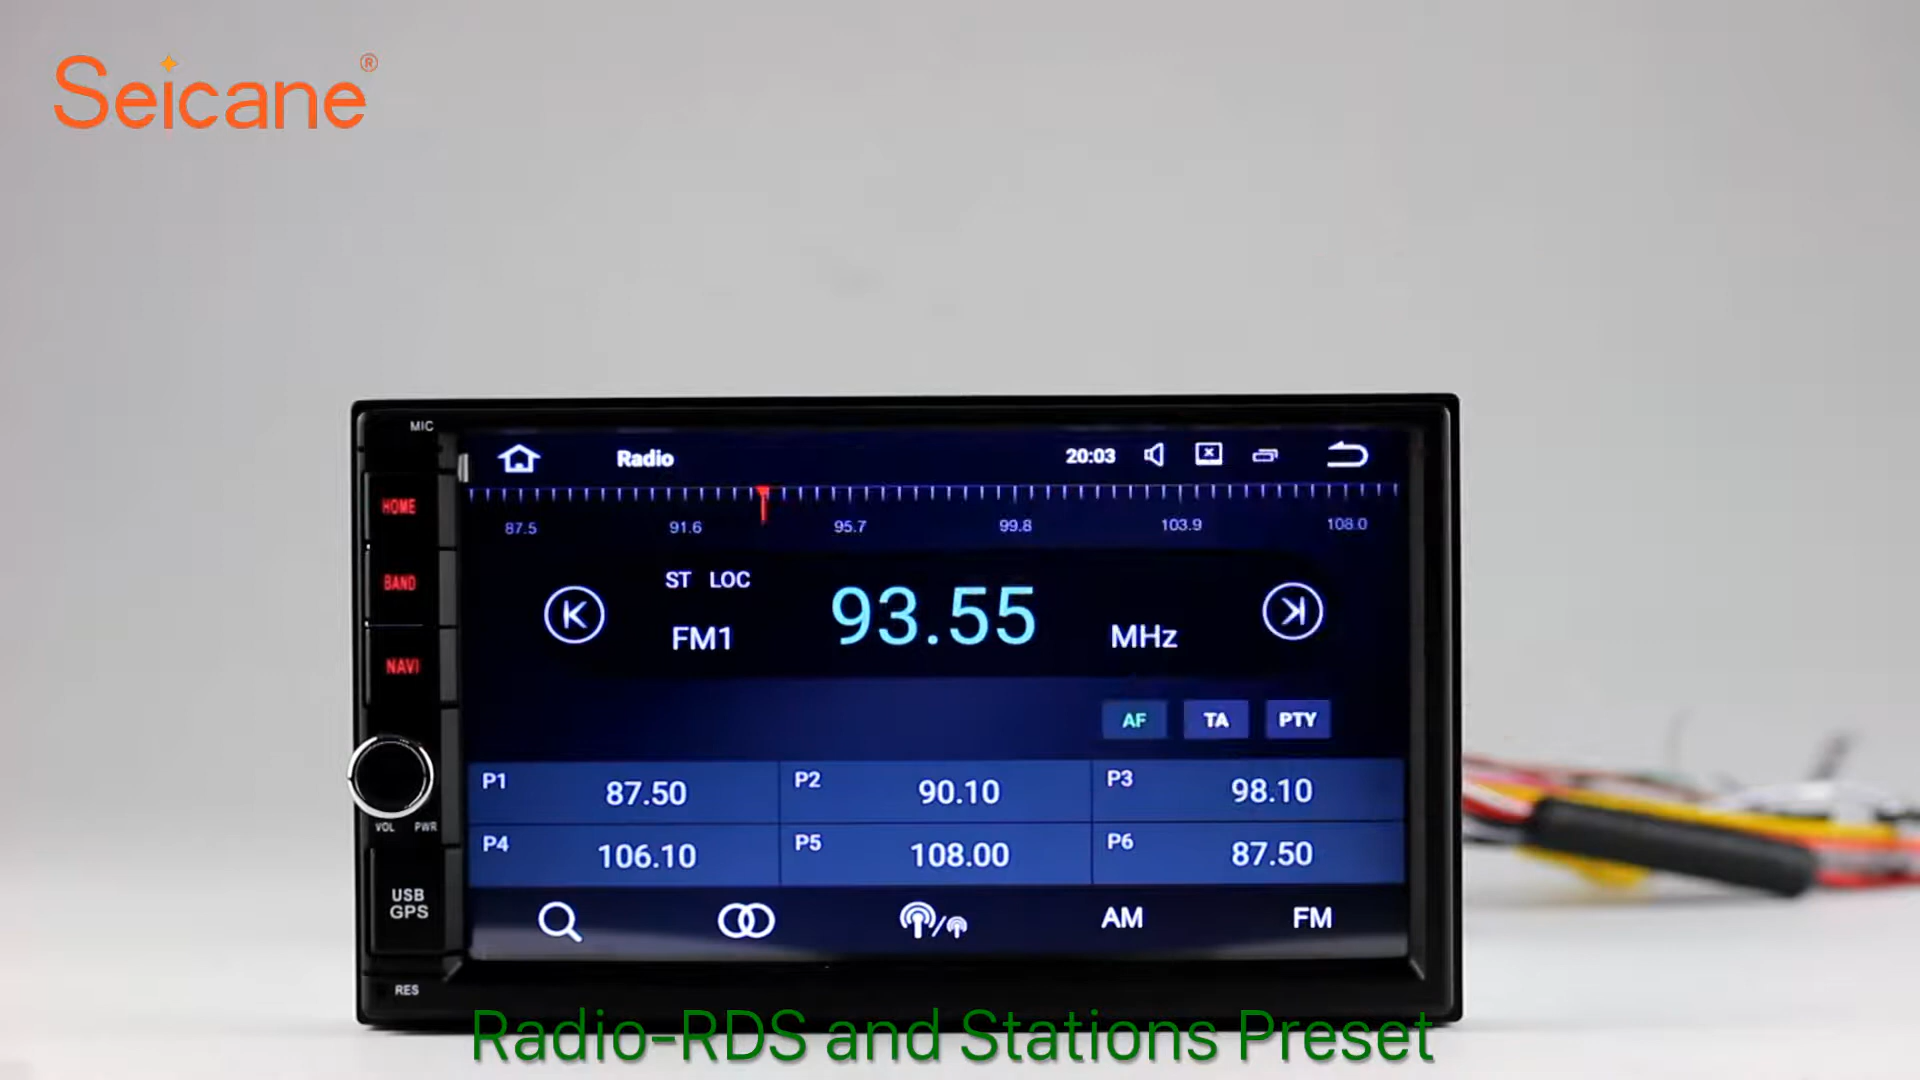 Seicane®
MIC
Radio 20:03
HOME
87.5 91.6 95.7 99.8 103.9 108.0
BAND
ST LOC
93.55
FM1 MHz
NAVI
AF TA PTY
P1 87.50 P2 90.10 P3 98.10
VOL PWR
P4 106.10 P5 108.00 P6 87.50
USB
GPS
AM FM
RES
Radio-RDS and Stations Preset